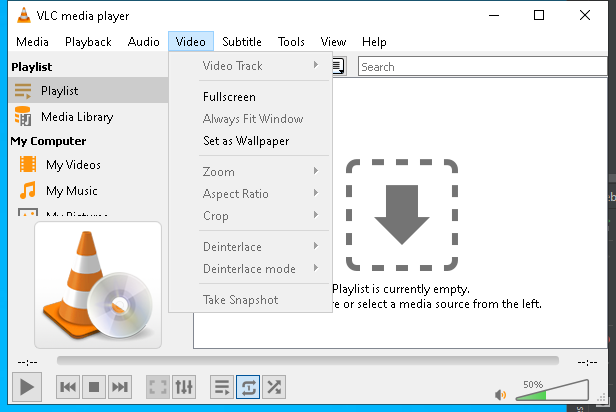 VLC media player
Media Playback Audio Video Subtitle Tools View Help
Playlist
Playlist
Media Library
My Computer
My Videos
My Music
My Pictures
Video Track
Fullscreen
Always Fit Window
Set as Wallpaper
Zoom
Aspect Ratio
Crop
Deinterlace
Deinterlace mode
Take Snapshot
Search
Playlist is currently empty.
re or select a media source from the left.
--:-- --:--
50%